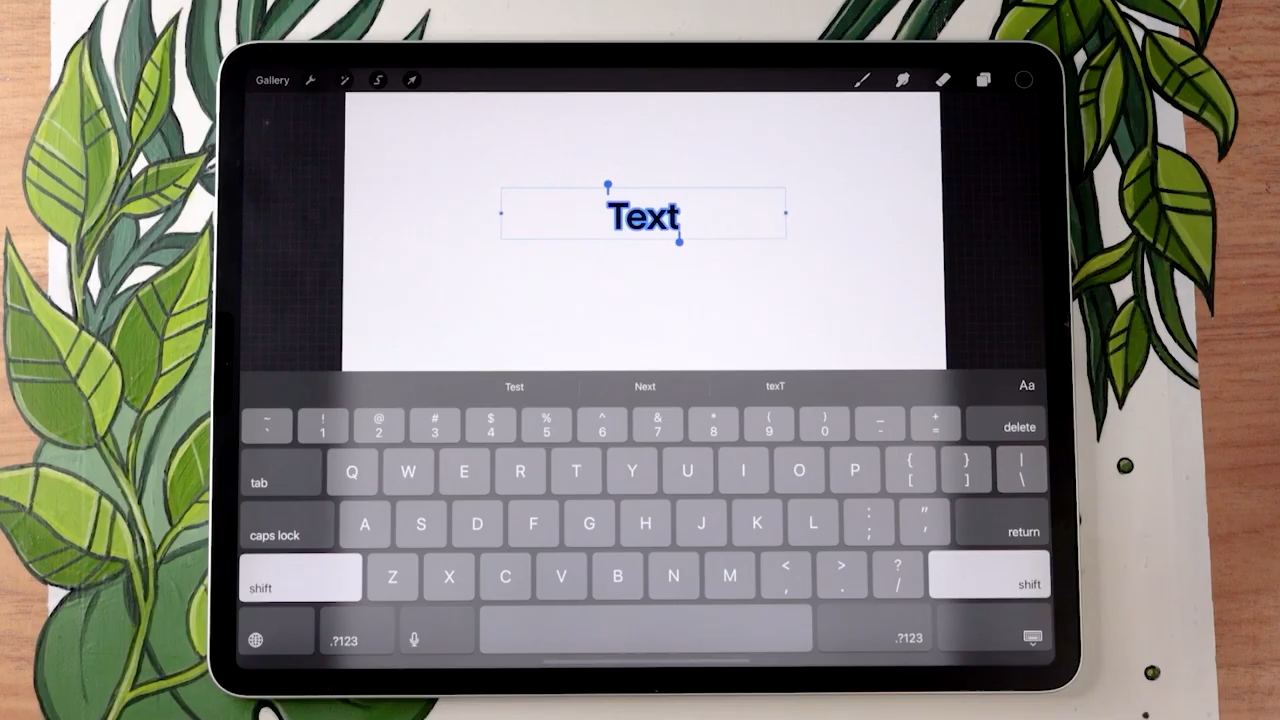 Gallery
Text
Test Next texT Aa
~ ! @ # $ % ^ & * ( ) _ +
` 1 2 3 4 5 6 7 8 9 0 - = delete
tab Q W E R T Y U I O P { [ } ] | \
caps lock A S D F G H J K L : ; " ' return
shift Z X C V B N M < , > . ? / shift
.?123 .?123